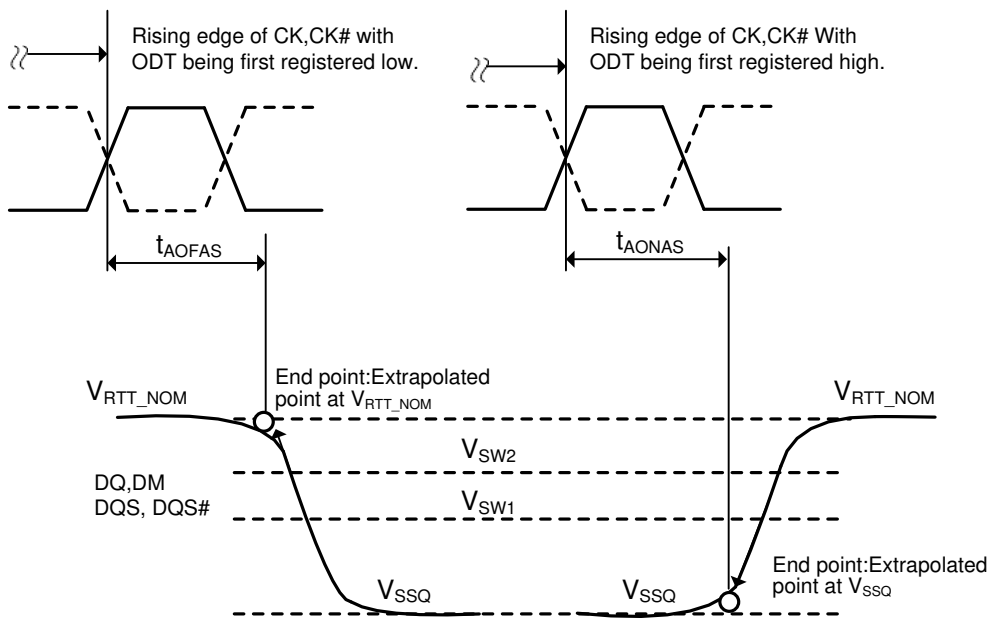 Rising edge of CK,CK# with
ODT being first registered low.
Rising edge of CK,CK# With
ODT being first registered high.
tAOFAS
tAONAS
End point:Extrapolated
point at VRTT_NOM
VRTT_NOM
VRTT_NOM
VSW2
DQ,DM
DQS, DQS#
VSW1
End point:Extrapolated
point at VSSQ
VSSQ
VSSQ